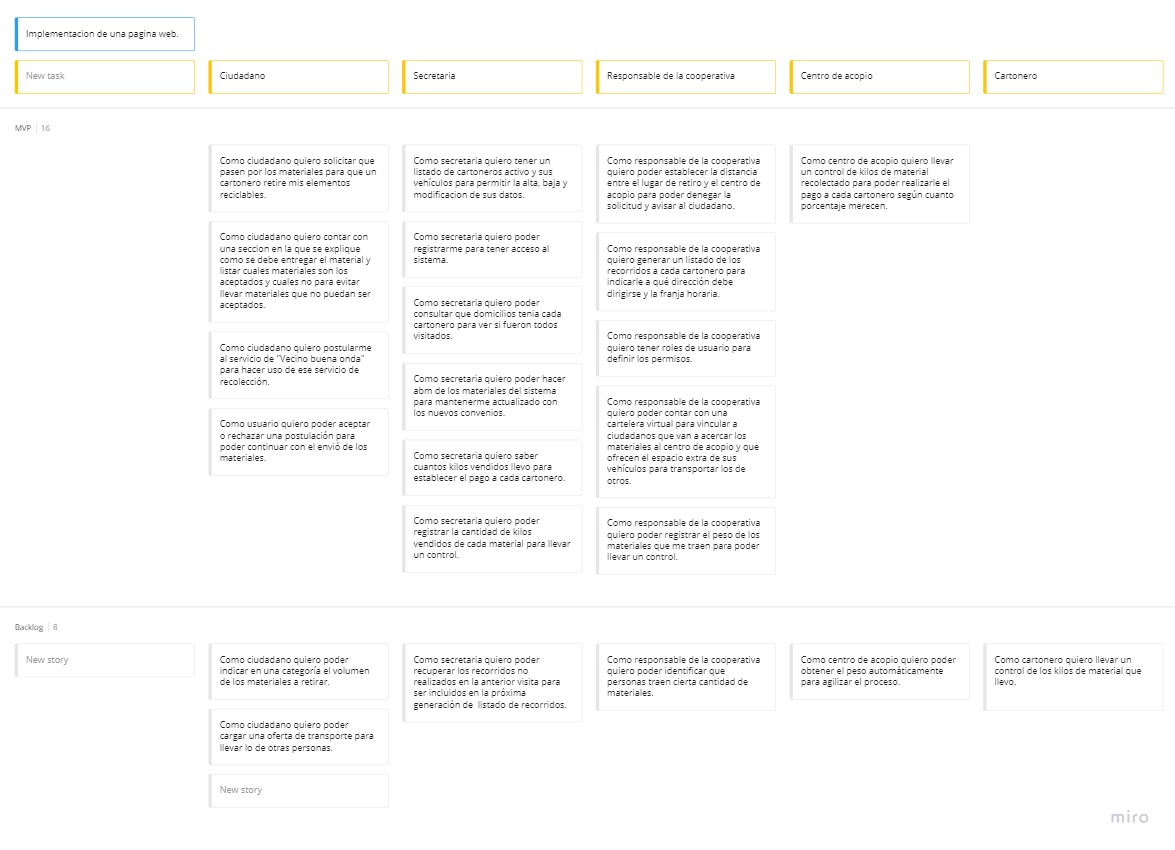 Implementacion de una pagina web.
New task
Ciudadano
Secretaria
Responsable de la cooperativa
Centro de acopio
Cartonero
MVP | 16
Como ciudadano quiero solicitar que
pasen por los materiales para que un
cartonero retire mis elementos
reciclables.
Como ciudadano quiero contar con
una seccion en la que se explique
como se debe entregar el material y
listar cuales materiales son los
aceptados y cuales no para evitar
llevar materiales que no puedan ser
aceptados.
Como ciudadano quiero postularme
al servicio de "Vecino buena onda"
para hacer uso de ese servicio de
recolección.
Como usuario quiero poder aceptar
o rechazar una postulación para
poder continuar con el envió de los
materiales.
Como secretaria quiero tener un
listado de cartoneros activo y sus
vehículos para permitir la alta, baja y
modificacion de sus datos.
Como secretaria quiero poder
registrarme para tener acceso al
sistema.
Como secretaria quiero poder
consultar que domicilios tenia cada
cartonero para ver si fueron todos
visitados.
Como secretaria quiero poder hacer
abm de los materiales del sistema
para mantenerme actualizado con
los nuevos convenios.
Como secretaria quiero saber
cuantos kilos vendidos llevo para
establecer el pago a cada cartonero.
Como secretaria quiero poder
registrar la cantidad de kilos
vendidos de cada material para llevar
un control.
Como responsable de la cooperativa
quiero poder establecer la distancia
entre el lugar de retiro y el centro de
acopio para poder denegar la
solicitud y avisar al ciudadano.
Como responsable de la cooperativa
quiero generar un listado de los
recorridos a cada cartonero para
indicarle a qué dirección debe
dirigirse y la franja horaria.
Como responsable de la cooperativa
quiero tener roles de usuario para
definir los permisos.
Como responsable de la cooperativa
quiero poder contar con una
cartelera virtual para vincular a
ciudadanos que van a acercar los
materiales al centro de acopio y que
ofrecen el espacio extra de sus
vehículos para transportar los de
otros.
Como responsable de la cooperativa
quiero poder registrar el peso de los
materiales que me traen para poder
llevar un control.
Como centro de acopio quiero llevar
un control de kilos de material
recolectado para poder realizarle el
pago a cada cartonero según cuanto
porcentaje merecen.
Backlog | 8
New story
Como ciudadano quiero poder
indicar en una categoría el volumen
de los materiales a retirar.
Como ciudadano quiero poder
cargar una oferta de transporte para
llevar lo de otras personas.
New story
Como secretaria quiero poder
recuperar los recorridos no
realizados en la anterior visita para
ser incluidos en la próxima
generación de  listado de recorridos.
Como responsable de la cooperativa
quiero poder identificar que
personas traen cierta cantidad de
materiales.
Como centro de acopio quiero poder
obtener el peso automáticamente
para agilizar el proceso.
Como cartonero quiero llevar un
control de los kilos de material que
llevo.
miro